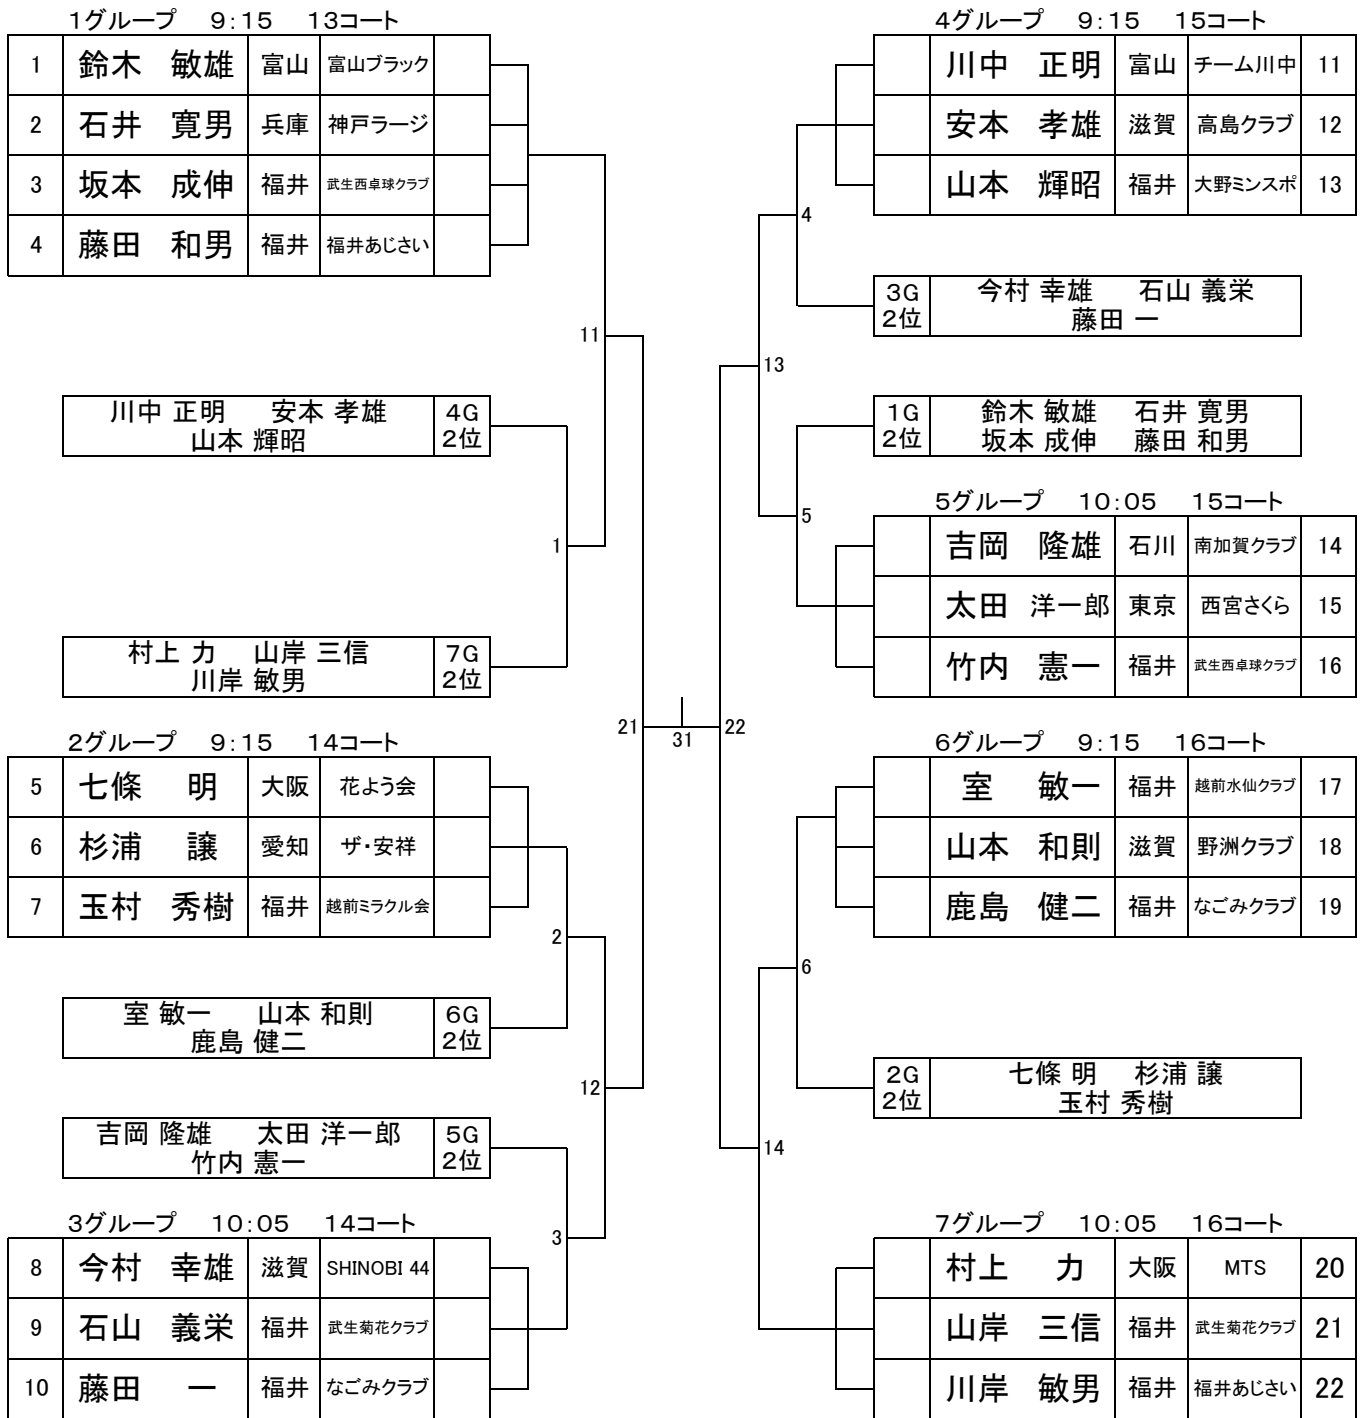 1グループ　9:15　13コート
1 鈴木 敏雄 富山 富山ブラック
2 石井 寛男 兵庫 神戸ラージ
3 坂本 成伸 福井 武生西卓球クラブ
4 藤田 和男 福井 福井あじさい
11
川中 正明　安本 孝雄 4G
山本 輝昭 2位
1
村上 力　山岸 三信 7G
川岸 敏男 2位
21
2グループ　9:15　14コート
5 七條 明 大阪 花よう会
6 杉浦 譲 愛知 ザ・安祥
7 玉村 秀樹 福井 越前ミラクル会
2
室 敏一　山本 和則 6G
鹿島 健二 2位
12
吉岡 隆雄　太田 洋一郎 5G
竹内 憲一 2位
3グループ　10:05　14コート
3
8 今村 幸雄 滋賀 SHINOBI 44
9 石山 義栄 福井 武生菊花クラブ
10 藤田 一 福井 なごみクラブ
31
4グループ　9:15　15コート
川中 正明 富山 チーム川中 11
安本 孝雄 滋賀 高島クラブ 12
山本 輝昭 福井 大野ミンスポ 13
4
3G 今村 幸雄　石山 義栄
2位 藤田 一
13
1G 鈴木 敏雄　石井 寛男
2位 坂本 成伸　藤田 和男
5グループ　10:05　15コート
5
吉岡 隆雄 石川 南加賀クラブ 14
太田 洋一郎 東京 西宮さくら 15
竹内 憲一 福井 武生西卓球クラブ 16
22
6グループ　9:15　16コート
室 敏一 福井 越前水仙クラブ 17
山本 和則 滋賀 野洲クラブ 18
鹿島 健二 福井 なごみクラブ 19
6
2G 七條 明　杉浦 譲
2位 玉村 秀樹
14
7グループ　10:05　16コート
村上 力 大阪 MTS 20
山岸 三信 福井 武生菊花クラブ 21
川岸 敏男 福井 福井あじさい 22